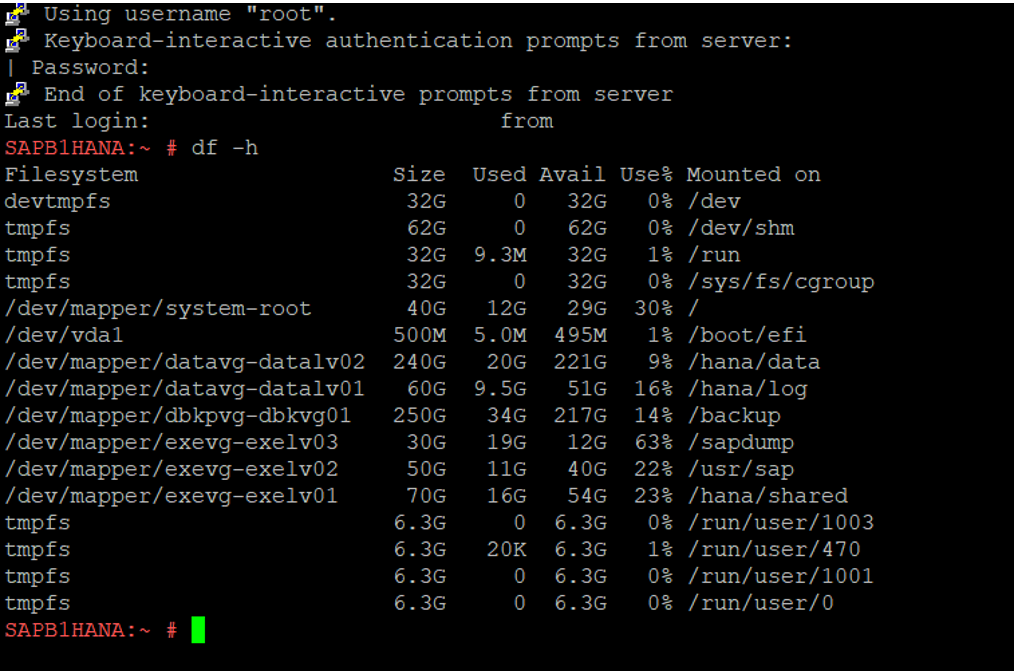 Using username "root".
Keyboard-interactive authentication prompts from server:
| Password:
End of keyboard-interactive prompts from server
Last login:                          from
SAPB1HANA:~ # df -h
Filesystem                   Size  Used Avail Use% Mounted on
devtmpfs                      32G     0   32G   0% /dev
tmpfs                         62G     0   62G   0% /dev/shm
tmpfs                         32G  9.3M   32G   1% /run
tmpfs                         32G     0   32G   0% /sys/fs/cgroup
/dev/mapper/system-root       40G   12G   29G  30% /
/dev/vda1                    500M  5.0M  495M   1% /boot/efi
/dev/mapper/datavg-datalv02  240G   20G  221G   9% /hana/data
/dev/mapper/datavg-datalv01   60G  9.5G   51G  16% /hana/log
/dev/mapper/dbkpvg-dbkvg01   250G   34G  217G  14% /backup
/dev/mapper/exevg-exelv03     30G   19G   12G  63% /sapdump
/dev/mapper/exevg-exelv02     50G   11G   40G  22% /usr/sap
/dev/mapper/exevg-exelv01     70G   16G   54G  23% /hana/shared
tmpfs                        6.3G     0  6.3G   0% /run/user/1003
tmpfs                        6.3G   20K  6.3G   1% /run/user/470
tmpfs                        6.3G     0  6.3G   0% /run/user/1001
tmpfs                        6.3G     0  6.3G   0% /run/user/0
SAPB1HANA:~ #